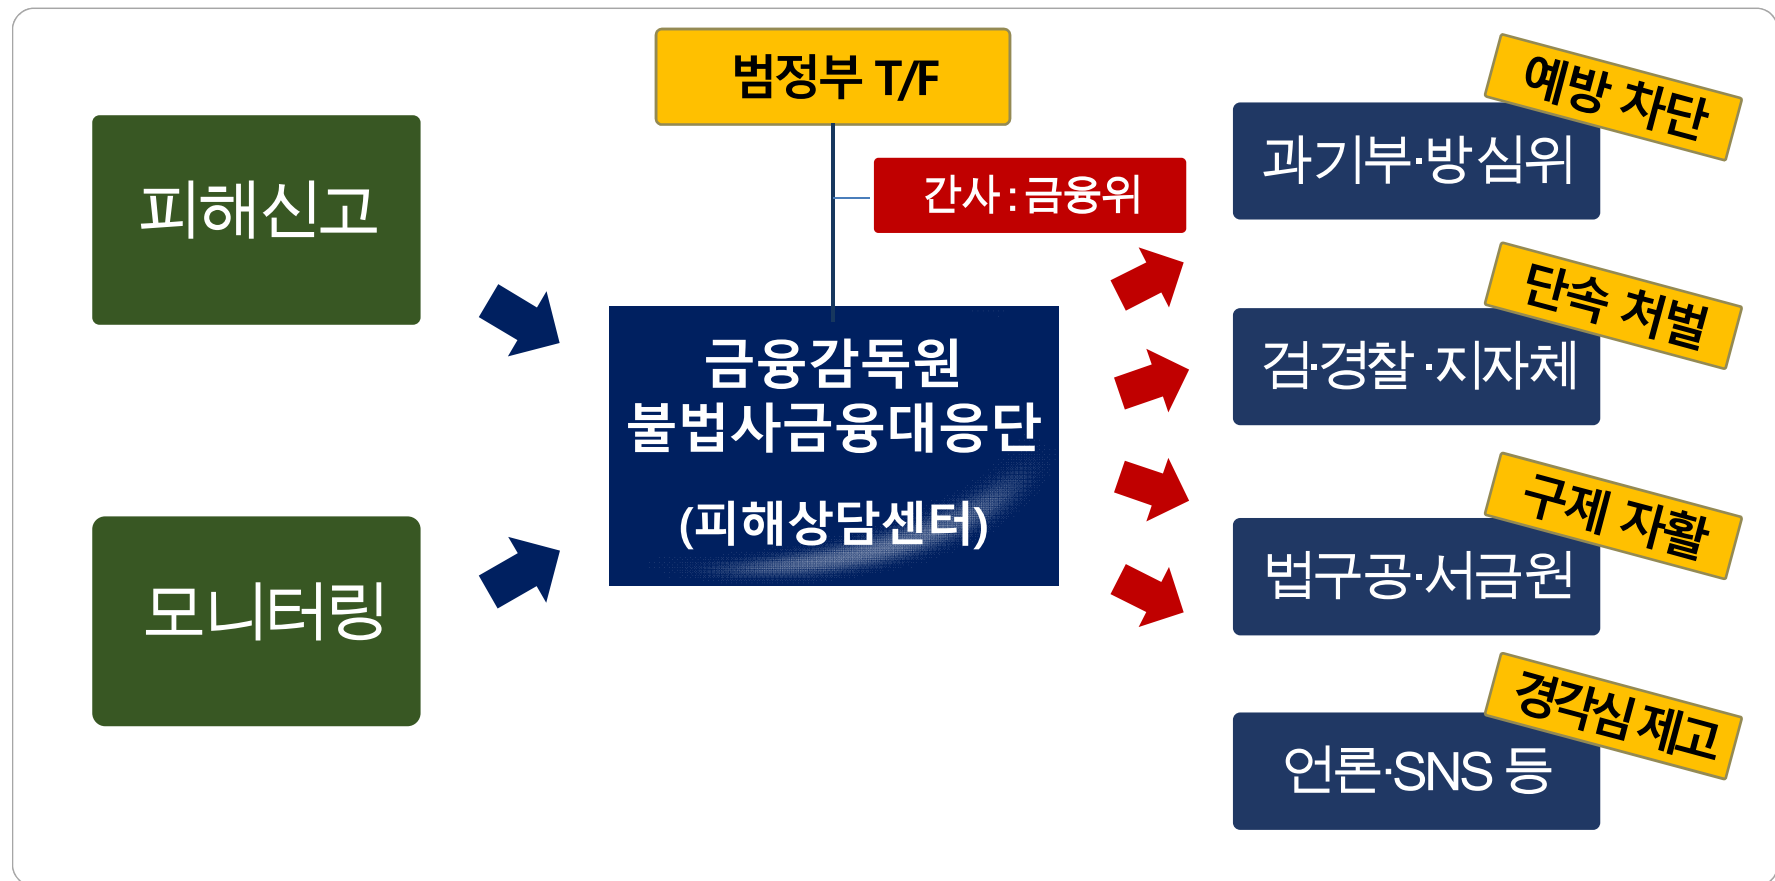 범정부 T/F
간사 : 금융위
피해신고
모니터링
금융감독원
불법사금융대응단
(피해상담센터)
예방 차단
과기부·방심위
단속 처벌
검·경찰·지자체
구제 자활
법구공·서금원
경각심 제고
언론·SNS 등